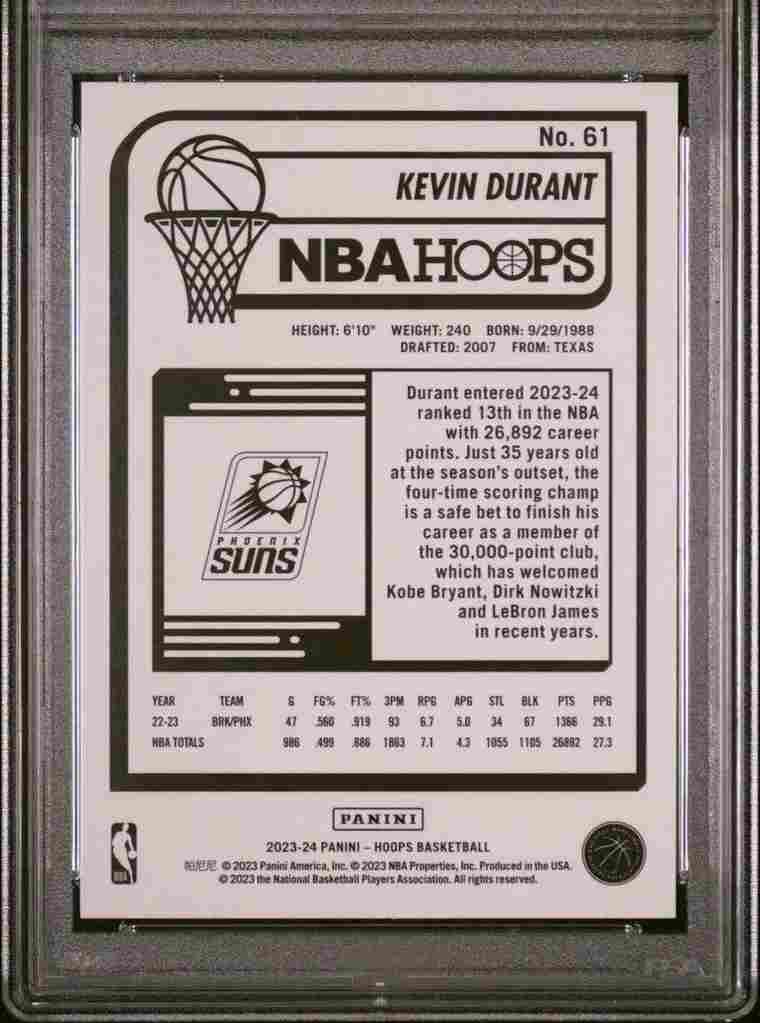 No. 61
KEVIN DURANT
NBA HOOPS
HEIGHT: 6'10" WEIGHT: 240 BORN: 9/29/1988
DRAFTED: 2007 FROM: TEXAS
Durant entered 2023-24
ranked 13th in the NBA
with 26,892 career
points. Just 35 years old
at the season's outset, the
four-time scoring champ
is a safe bet to finish his
career as a member of
the 30,000-point club,
which has welcomed
Kobe Bryant, Dirk Nowitzki
and LeBron James
in recent years.
PHOENIX
SUNS
YEAR TEAM G FG% FT% 3PM RPG APG STL BLK PTS PPG
22-23 BRK/PHX 47 .560 .919 93 6.7 5.0 34 67 1366 29.1
NBA TOTALS 986 .499 .886 1863 7.1 4.3 1055 1105 26892 27.3
PANINI
2023-24 PANINI – HOOPS BASKETBALL
帕尼尼 © 2023 Panini America, Inc. © 2023 NBA Properties, Inc. Produced in the USA.
© 2023 the National Basketball Players Association. All rights reserved.
NBA